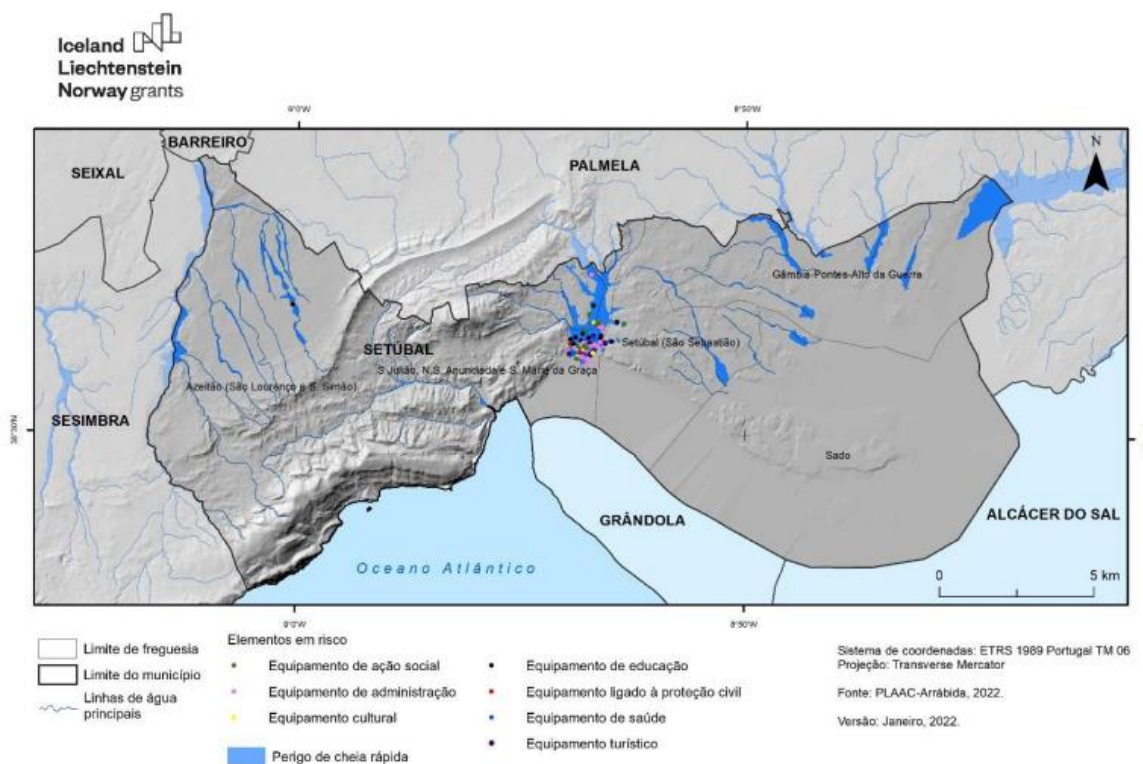 Iceland
Liechtenstein
Norway grants
9°0'W
8°50'W
BARREIRO
SEIXAL
PALMELA
N
Gâmbia-Pontes-Alto da Guerra
SETÚBAL
Setúbal (São Sebastião)
S Julião, N.S. Anunciada e S. Maria da Graça
Azeitão (São Lourenço e S. Simão)
SESIMBRA
38°30'N
Sado
GRÂNDOLA
ALCÁCER DO SAL
Oceano Atlântico
0
5 km
9°0'W
8°50'W
Limite de freguesia
Limite do município
Linhas de água
principais
Elementos em risco
Equipamento de ação social
Equipamento de administração
Equipamento cultural
Perigo de cheia rápida
Equipamento de educação
Equipamento ligado à proteção civil
Equipamento de saúde
Equipamento turístico
Sistema de coordenadas: ETRS 1989 Portugal TM 06
Projeção: Transverse Mercator
Fonte: PLAAC-Arrábida, 2022.
Versão: Janeiro, 2022.